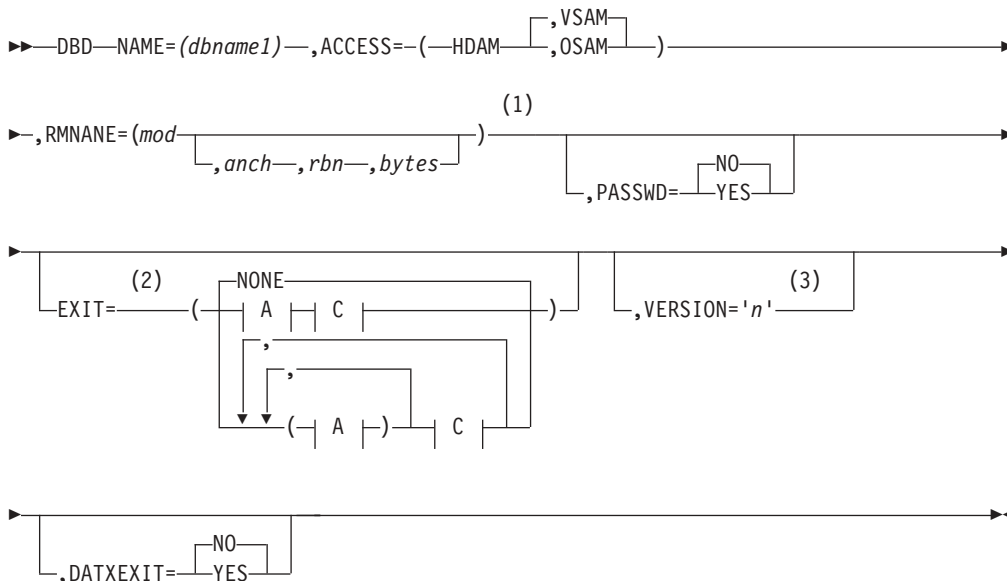 ,VSAM
DBD NAME=(dbname1) ,ACCESS= ( HDAM ,OSAM )
(1)
,RMNANE=(mod )
,anch ,rbn ,bytes
NO
,PASSWD= YES
(2) (3)
NONE
EXIT= ( A C ) ,VERSION='n'
,
,
( A ) C
NO
,DATXEXIT= YES